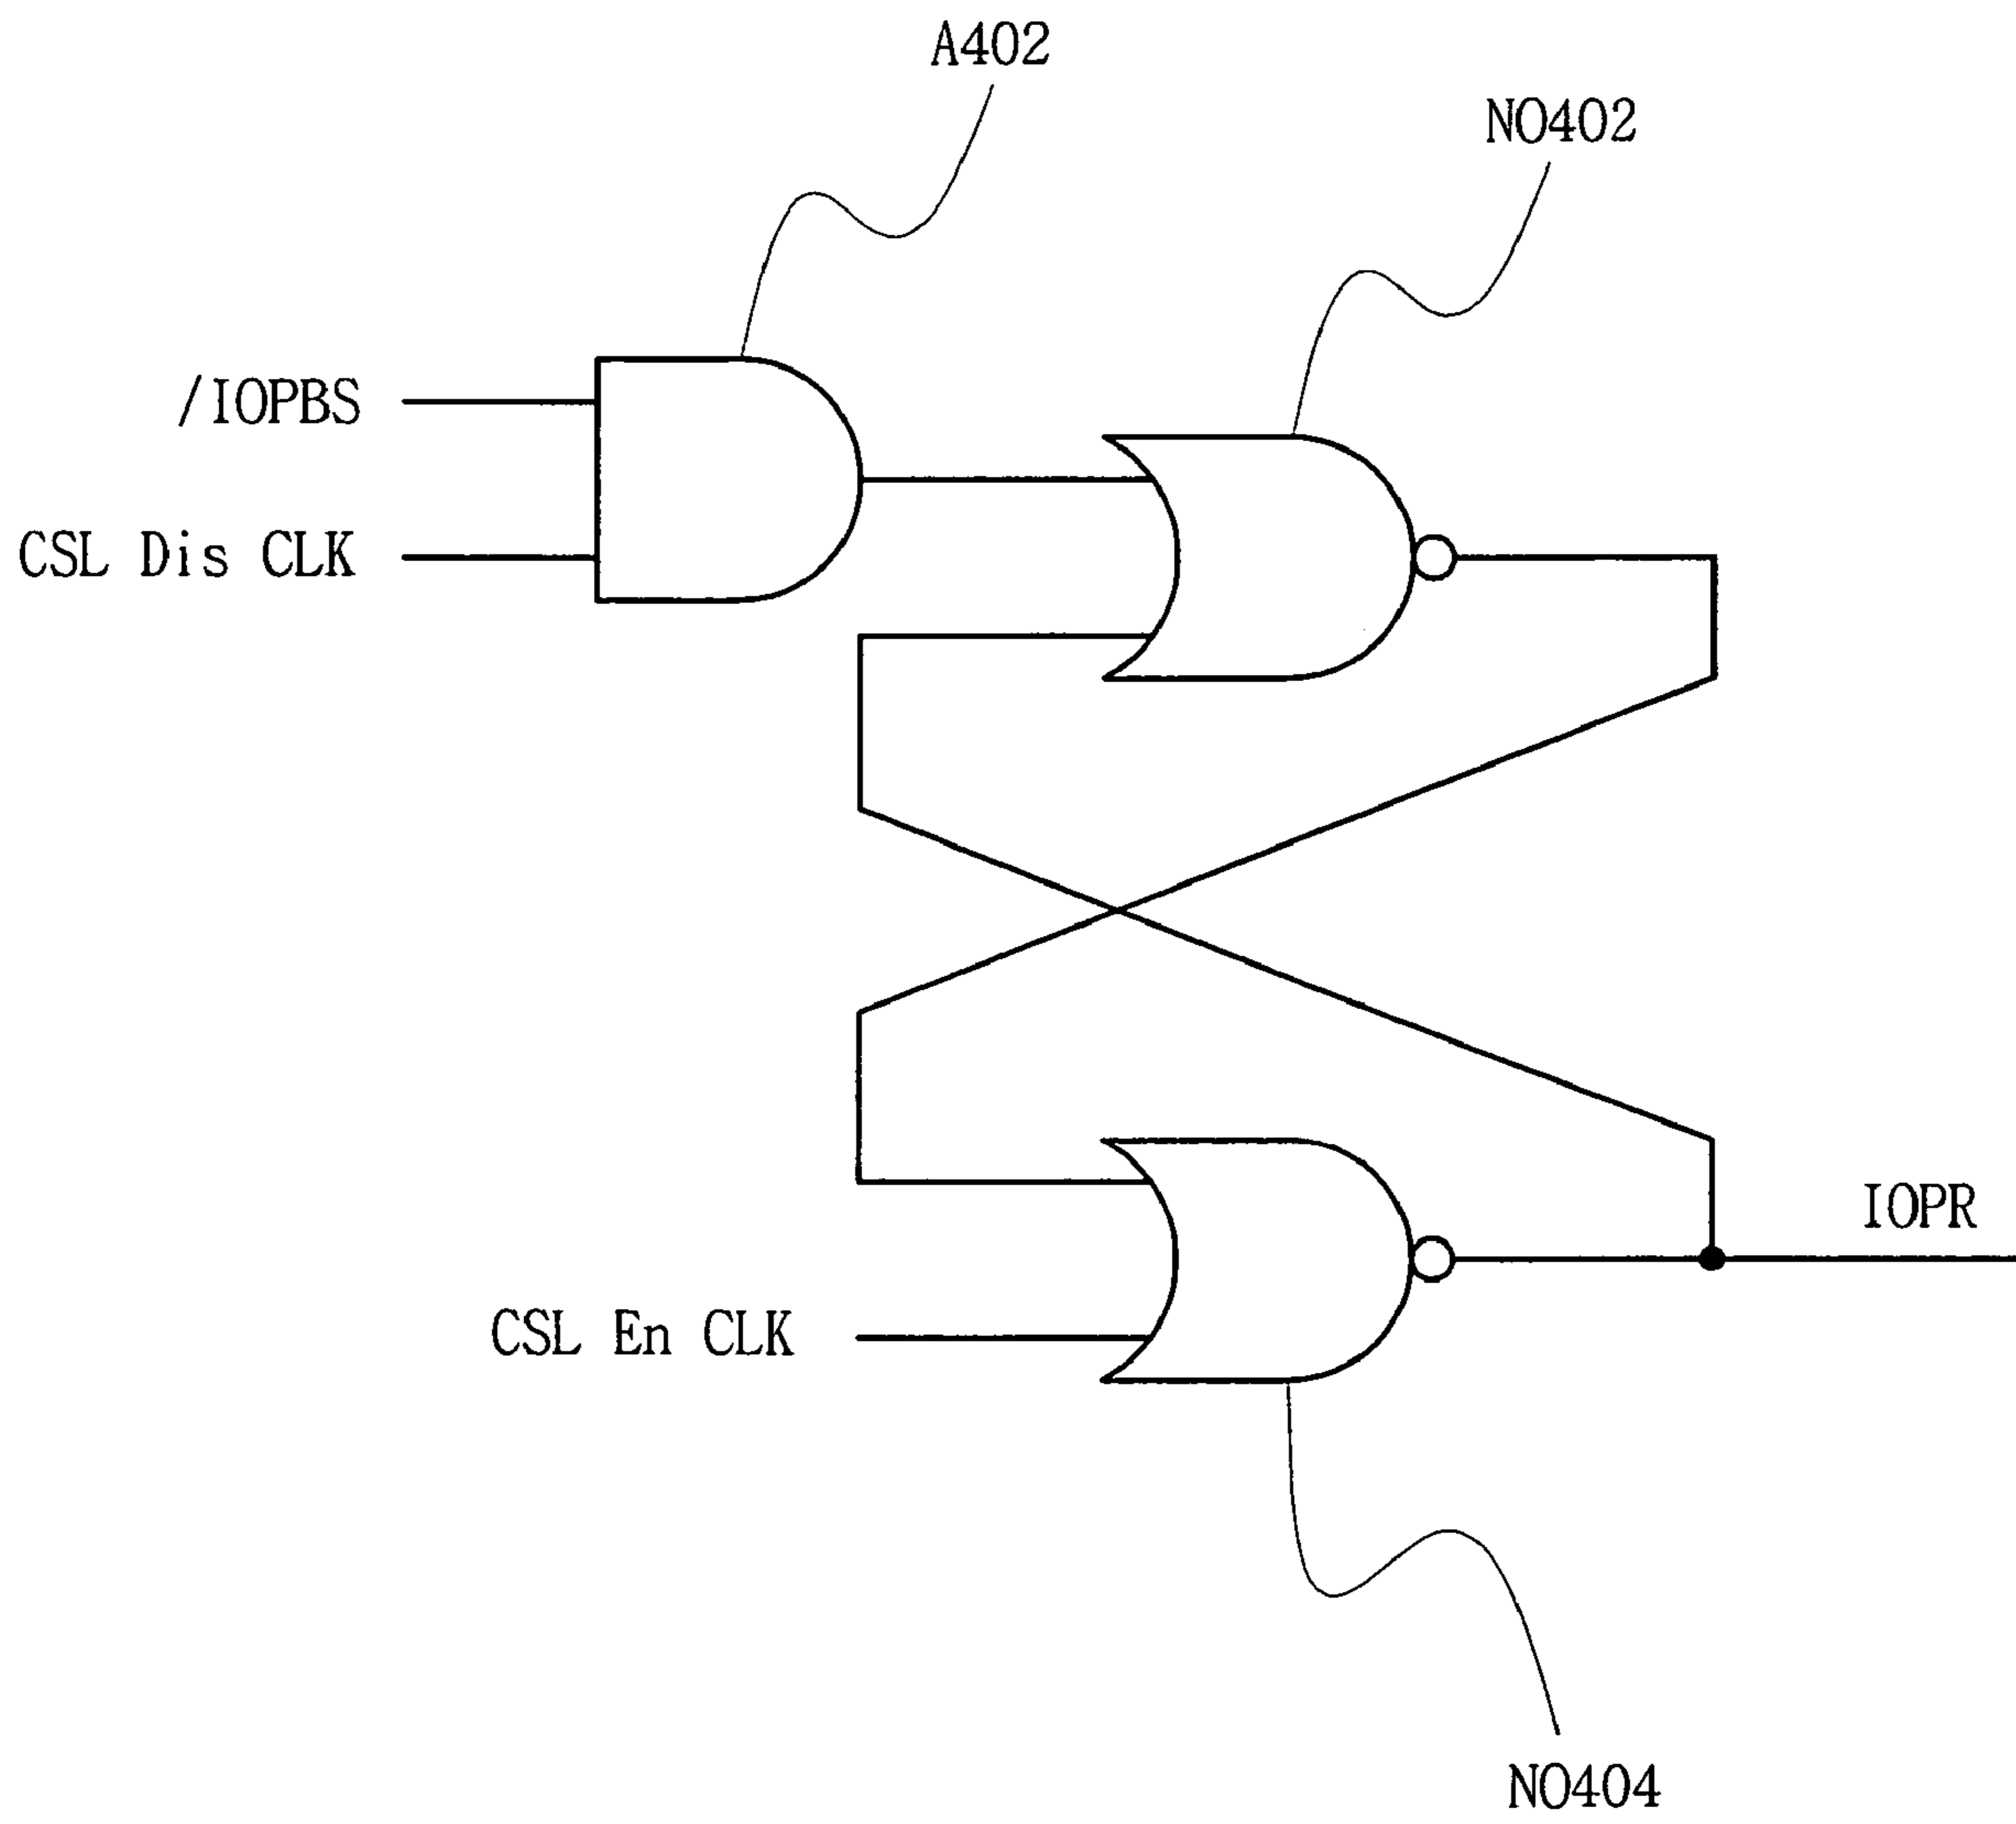 A402
NO402
/IOPBS
CSL Dis CLK
IOPR
CSL En CLK
NO404